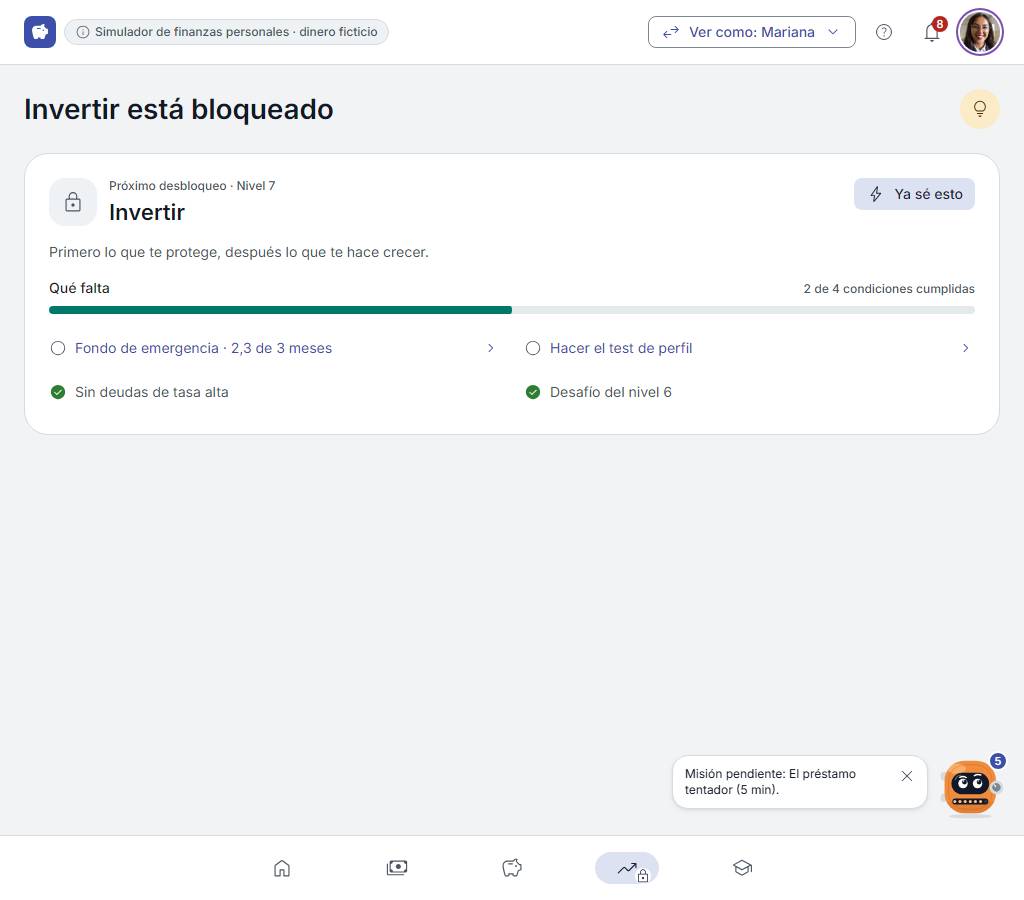 Simulador de finanzas personales · dinero ficticio
Ver como: Mariana
8
Invertir está bloqueado
Próximo desbloqueo · Nivel 7
Invertir
Ya sé esto
Primero lo que te protege, después lo que te hace crecer.
Qué falta
2 de 4 condiciones cumplidas
Fondo de emergencia · 2,3 de 3 meses
Hacer el test de perfil
Sin deudas de tasa alta
Desafío del nivel 6
Misión pendiente: El préstamo
tentador (5 min).
5